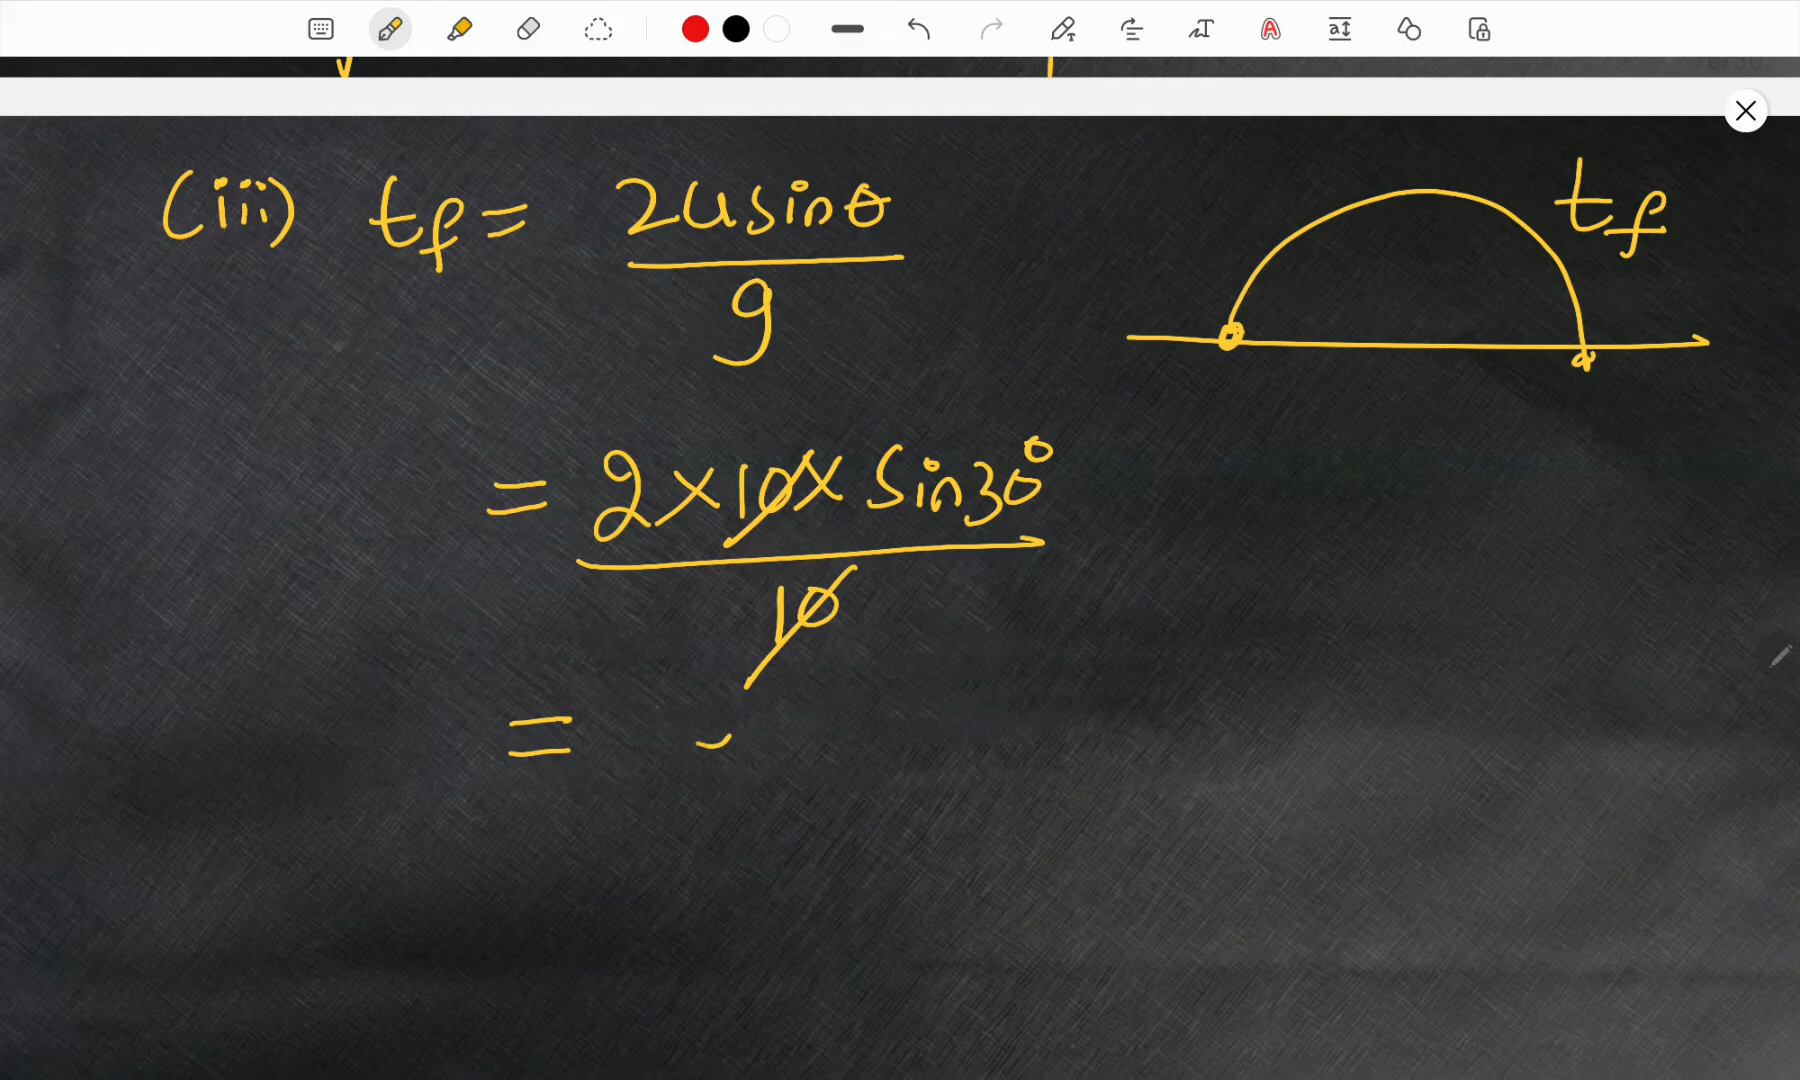 (iii) tf = 2usinθ
g
tf
= 2 × 10 × Sin30°
10
=